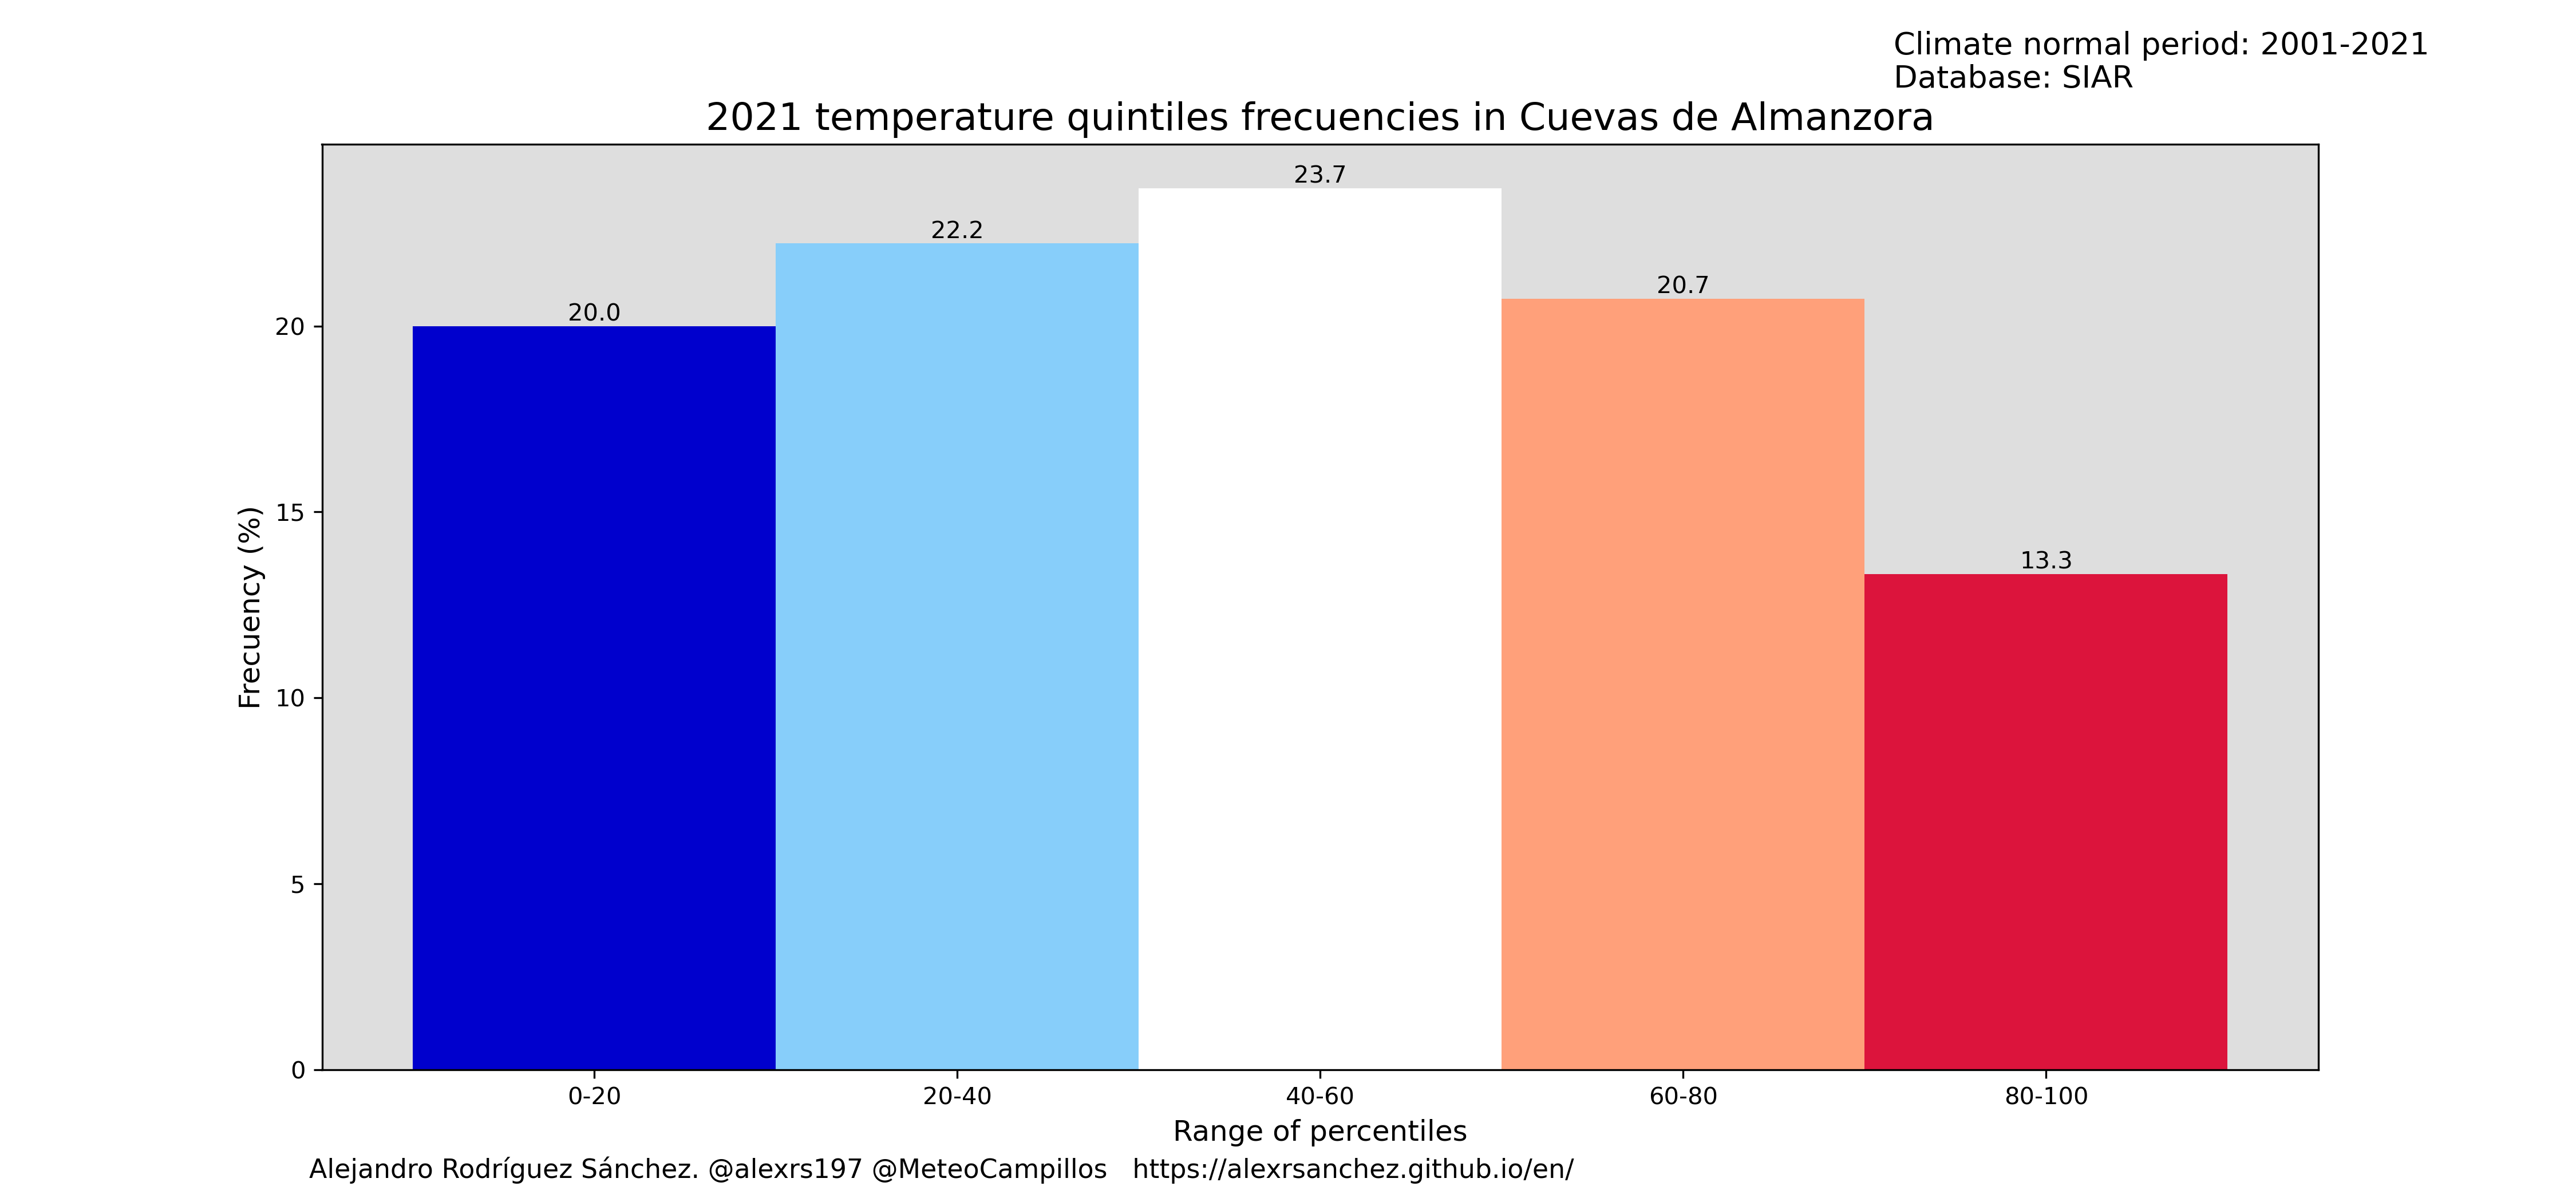 Climate normal period: 2001-2021
Database: SIAR
2021 temperature quintiles frecuencies in Cuevas de Almanzora
23.7
22.2
20.7
20.0
13.3
20
15
10
5
0
Frecuency (%)
0-20 20-40 40-60 60-80 80-100
Range of percentiles
Alejandro Rodríguez Sánchez. @alexrs197 @MeteoCampillos https://alexrsanchez.github.io/en/